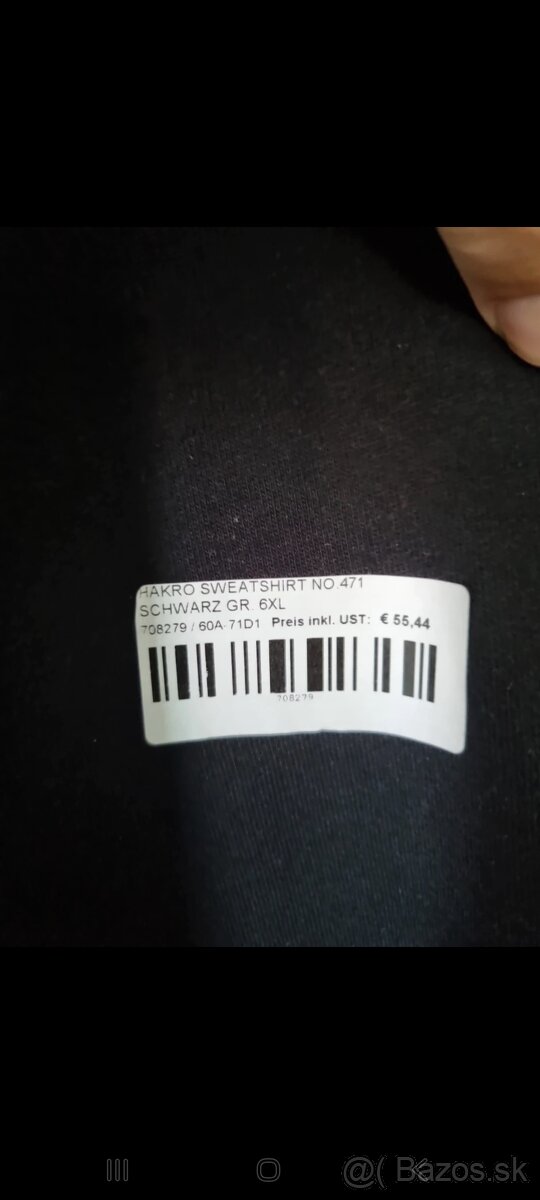 HAKRO SWEATSHIRT NO.471
SCHWARZ GR. 6XL
708279 / 60A-71D1 Preis inkl. UST: € 55,44
708279
@( Bazos.sk